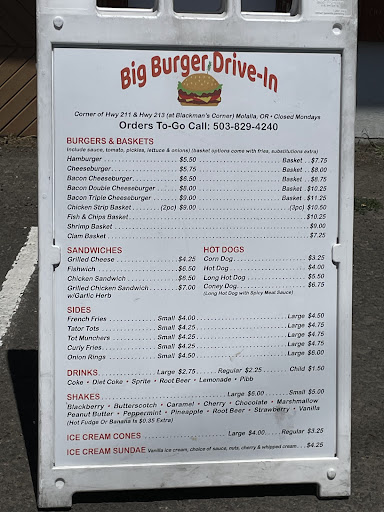 Big Burger Drive-In
Corner of Hwy 211 & Hwy 213 (at Blackman's Corner) Molalla, OR • Closed Mondays
Orders To-Go Call: 503-829-4240
BURGERS & BASKETS
Include sauce, tomato, pickles, lettuce & onions) (basket options come with fries, substitutions extra)
Hamburger $5.50 Basket $7.75
Cheeseburger $5.75 Basket $8.00
Bacon Cheeseburger $6.50 Basket $8.75
Bacon Double Cheeseburger $8.00 Basket $10.25
Bacon Triple Cheeseburger $9.00 Basket $11.25
Chicken Strip Basket (2pc) $9.00 (3pc) $10.50
Fish & Chips Basket $10.25
Shrimp Basket $9.00
Clam Basket $7.25
SANDWICHES
Grilled Cheese $4.25
Fishwich $6.50
Chicken Sandwich $6.50
Grilled Chicken Sandwich $7.00
w/Garlic Herb
HOT DOGS
Corn Dog $3.25
Hot Dog $4.00
Long Hot Dog $5.50
Coney Dog $6.75
(Long Hot Dog with Spicy Meat Sauce)
SIDES
French Fries Small $4.00 Large $4.50
Tator Tots Small $4.25 Large $4.75
Tot Munchers Small $4.25 Large $4.75
Curly Fries Small $4.25 Large $4.75
Onion Rings Small $4.50 Large $6.00
DRINKS Large $2.75 Regular $2.25 Child $1.50
Coke • Diet Coke • Sprite • Root Beer • Lemonade • Pibb
SHAKES Large $6.00 Small $5.00
Blackberry • Butterscotch • Caramel • Cherry • Chocolate • Marshmallow
Peanut Butter • Peppermint • Pineapple • Root Beer • Strawberry • Vanilla
(Hot Fudge Or Banana Is $0.35 Extra)
ICE CREAM CONES Large $4.00 Regular $3.25
ICE CREAM SUNDAE Vanilla ice cream, choice of sauce, nuts, cherry & whipped cream $4.25